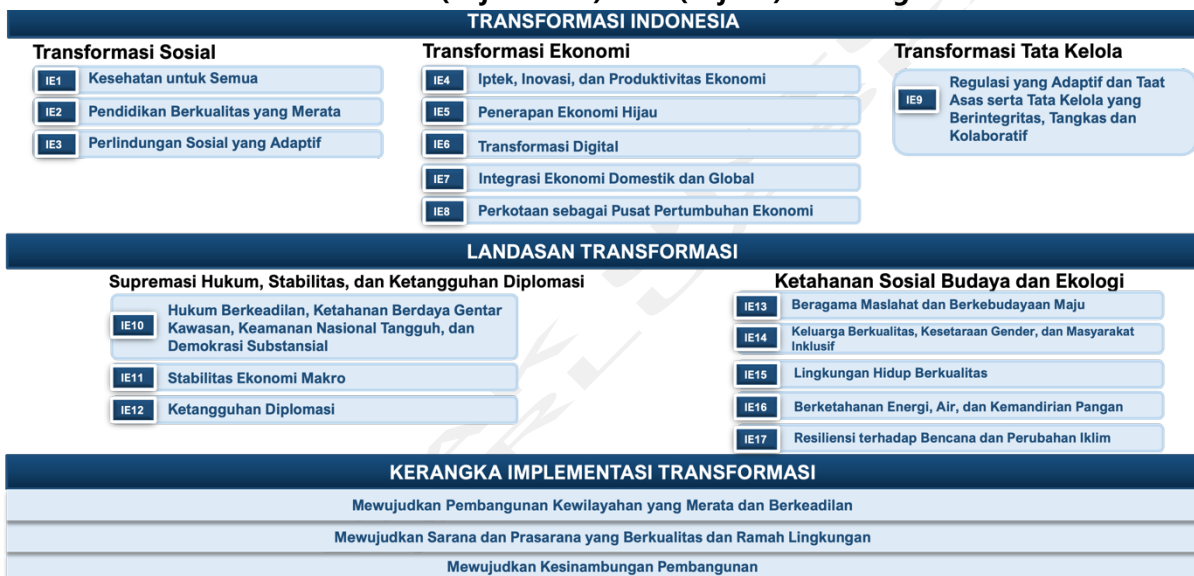 TRANSFORMASI INDONESIA
Transformasi Sosial
IE1 Kesehatan untuk Semua
IE2 Pendidikan Berkualitas yang Merata
IE3 Perlindungan Sosial yang Adaptif
Transformasi Ekonomi
IE4 Iptek, Inovasi, dan Produktivitas Ekonomi
IE5 Penerapan Ekonomi Hijau
IE6 Transformasi Digital
IE7 Integrasi Ekonomi Domestik dan Global
IE8 Perkotaan sebagai Pusat Pertumbuhan Ekonomi
Transformasi Tata Kelola
IE9 Regulasi yang Adaptif dan Taat
Asas serta Tata Kelola yang
Berintegritas, Tangkas dan
Kolaboratif
LANDASAN TRANSFORMASI
Supremasi Hukum, Stabilitas, dan Ketangguhan Diplomasi
IE10 Hukum Berkeadilan, Ketahanan Berdaya Gentar
Kawasan, Keamanan Nasional Tangguh, dan
Demokrasi Substansial
IE11 Stabilitas Ekonomi Makro
IE12 Ketangguhan Diplomasi
Ketahanan Sosial Budaya dan Ekologi
IE13 Beragama Maslahat dan Berkebudayaan Maju
IE14 Keluarga Berkualitas, Kesetaraan Gender, dan Masyarakat
Inklusif
IE15 Lingkungan Hidup Berkualitas
IE16 Berketahanan Energi, Air, dan Kemandirian Pangan
IE17 Resiliensi terhadap Bencana dan Perubahan Iklim
KERANGKA IMPLEMENTASI TRANSFORMASI
Mewujudkan Pembangunan Kewilayahan yang Merata dan Berkeadilan
Mewujudkan Sarana dan Prasarana yang Berkualitas dan Ramah Lingkungan
Mewujudkan Kesinambungan Pembangunan